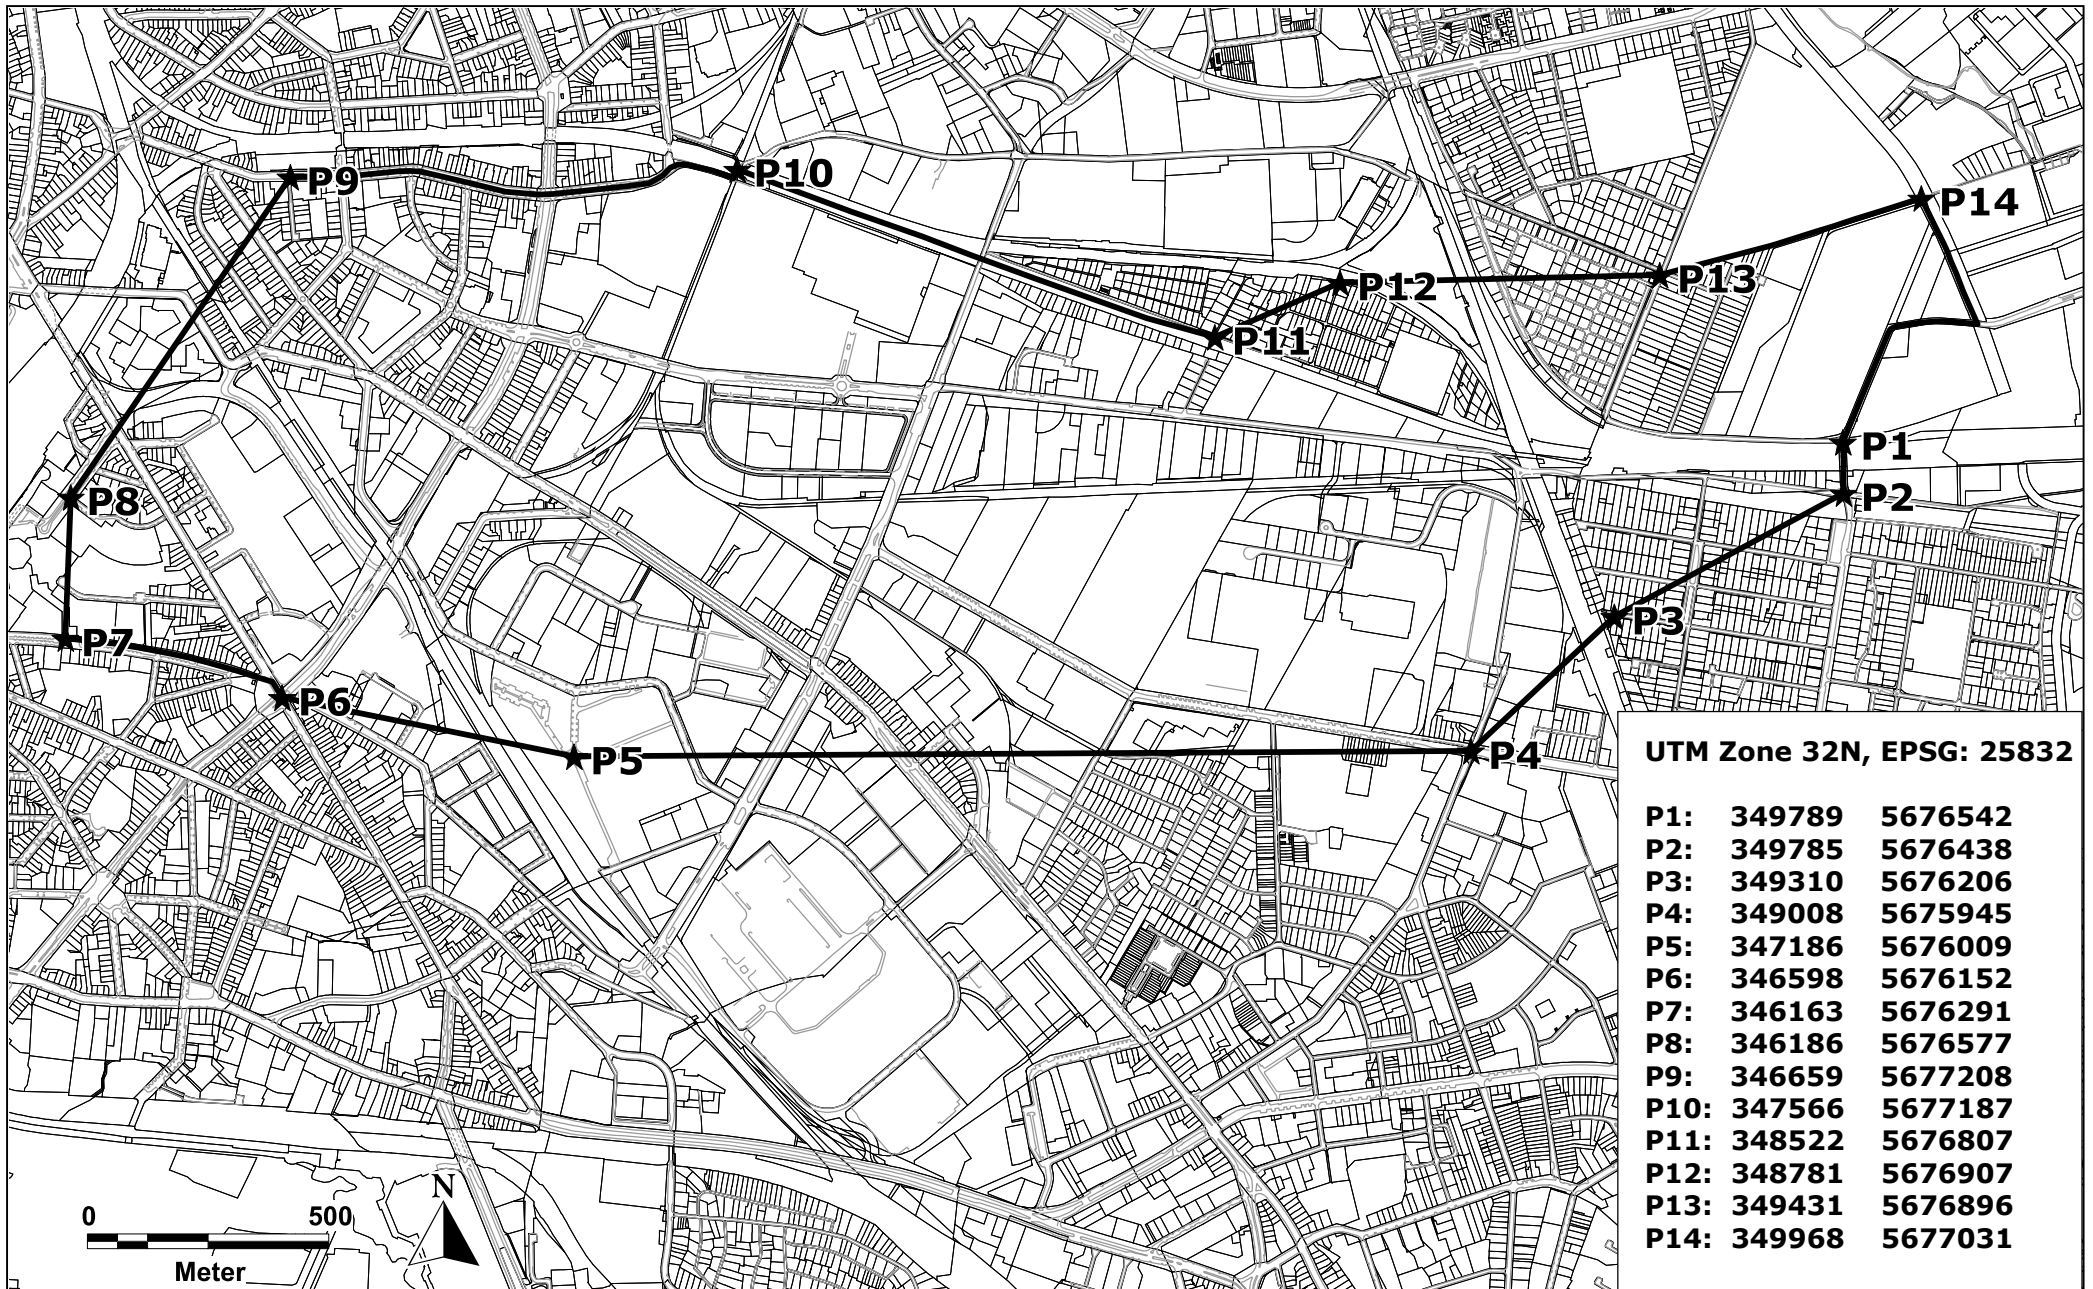 P9
P10
P14
P13
P12
P11
P1
P8
P2
P3
P7
P6
P4
P5
UTM Zone 32N, EPSG: 25832
P1: 349789 5676542
P2: 349785 5676438
P3: 349310 5676206
P4: 349008 5675945
P5: 347186 5676009
P6: 346598 5676152
P7: 346163 5676291
P8: 346186 5676577
P9: 346659 5677208
P10: 347566 5677187
P11: 348522 5676807
P12: 348781 5676907
P13: 349431 5676896
P14: 349968 5677031
N
0 500
Meter